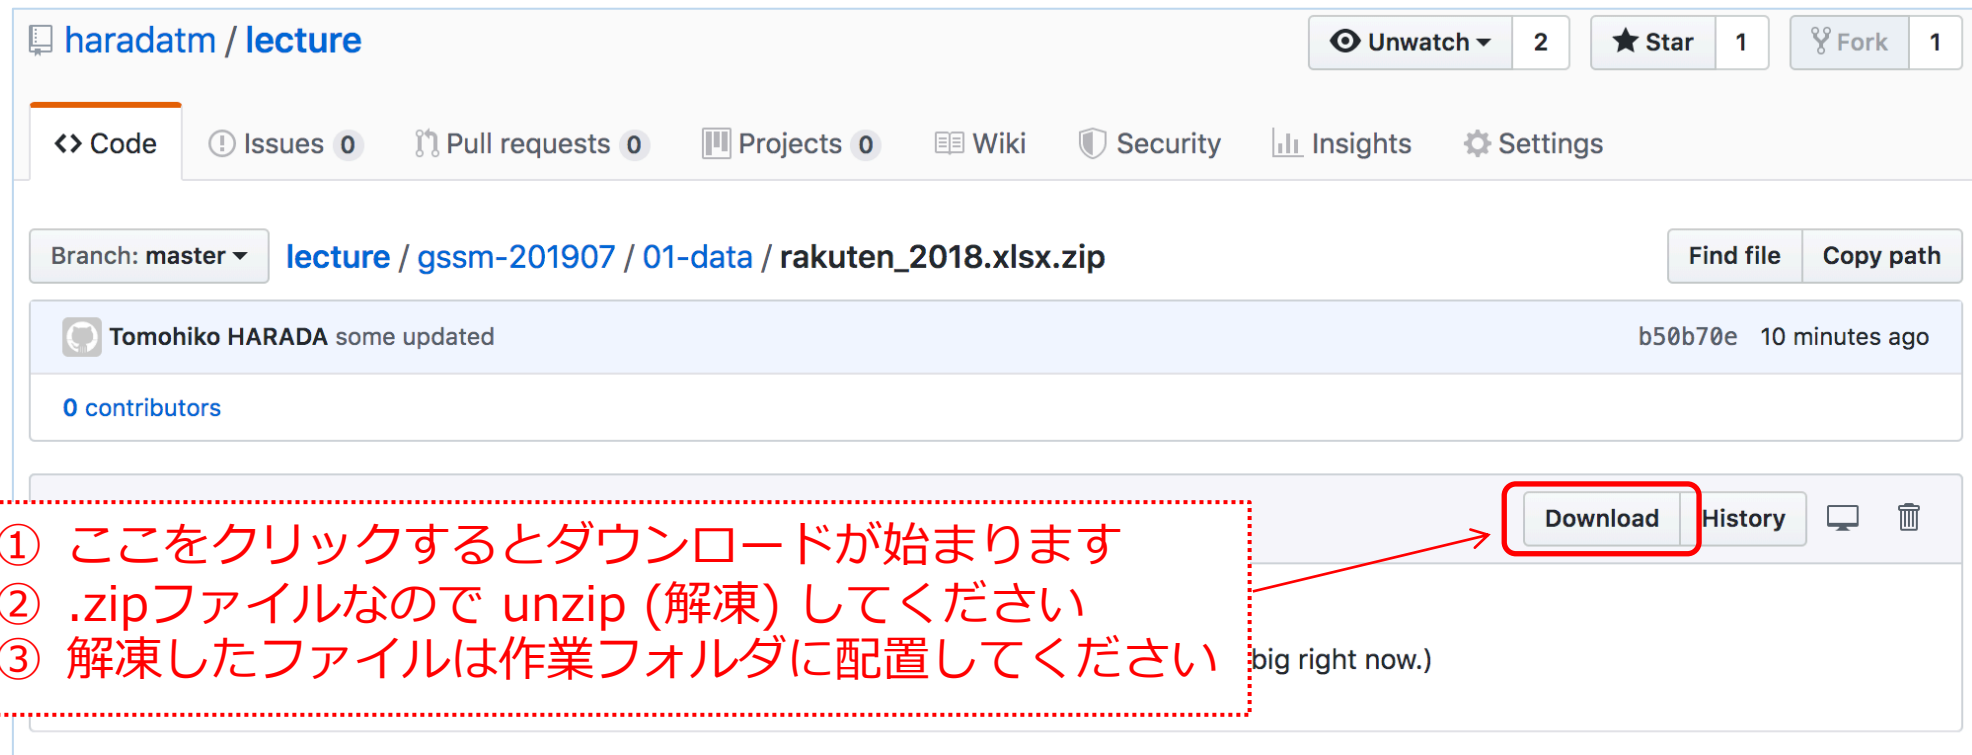 haradatm / lecture
Unwatch 2 Star 1 Fork 1
Code Issues 0 Pull requests 0 Projects 0 Wiki Security Insights Settings
Branch: master lecture / gssm-201907 / 01-data / rakuten_2018.xlsx.zip Find file Copy path
Tomohiko HARADA some updated b50b70e 10 minutes ago
0 contributors
Download History
① ここをクリックするとダウンロードが始まります
② .zipファイルなので unzip (解凍) してください
③ 解凍したファイルは作業フォルダに配置してください
big right now.)